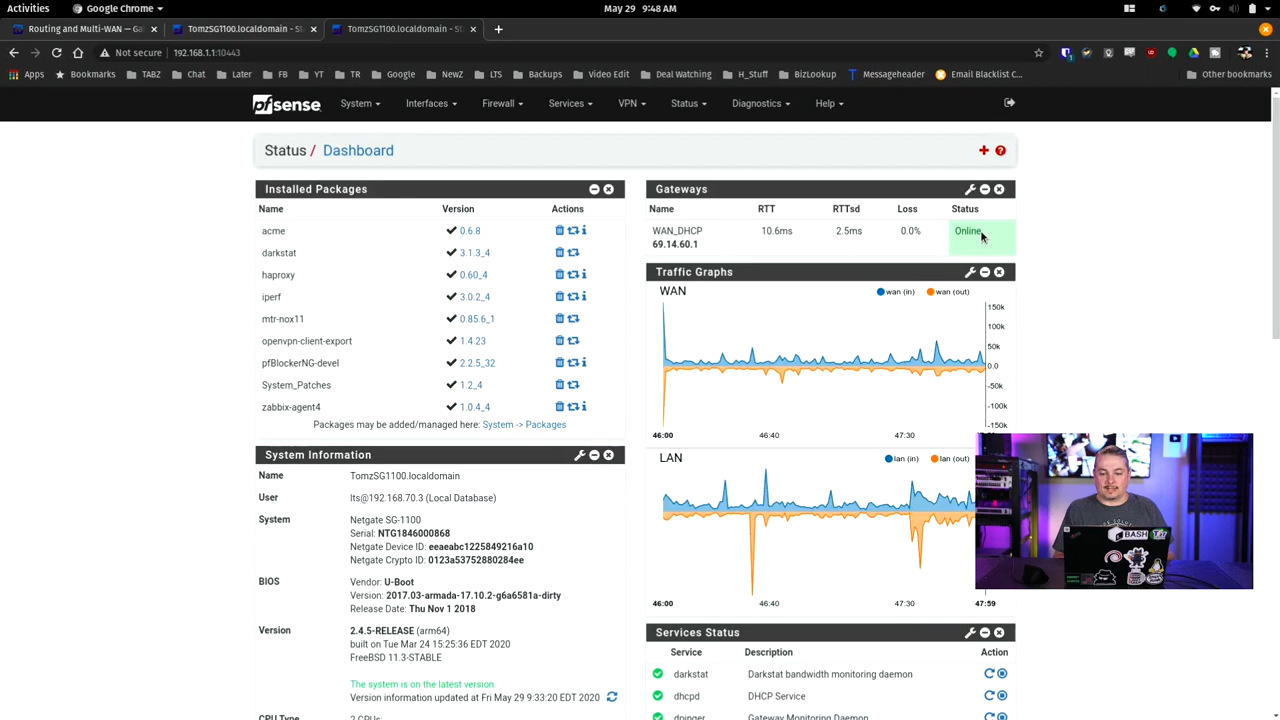 Activities
Google Chrome
May 29 9:48 AM
Routing and Multi-WAN — Ga
TomzSG1100.localdomain - St
TomzSG1100.localdomain - St
Not secure 192.168.1.1:10443
Apps
Bookmarks
TABZ
Chat
Later
FB
YT
TR
Google
NewZ
LTS
Backups
Video Edit
Deal Watching
H_Stuff
BizLookup
Messageheader
Email Blacklist C...
Other bookmarks
pfsense
System
Interfaces
Firewall
Services
VPN
Status
Diagnostics
Help
Status / Dashboard
Installed Packages
Name Version Actions
acme 0.6.8
darkstat 3.1.3_4
haproxy 0.60_4
iperf 3.0.2_4
mtr-nox11 0.85.6_1
openvpn-client-export 1.4.23
pfBlockerNG-devel 2.2.5_32
System_Patches 1.2_4
zabbix-agent4 1.0.4_4
Packages may be added/managed here: System -> Packages
System Information
Name TomzSG1100.localdomain
User lts@192.168.70.3 (Local Database)
System Netgate SG-1100
Serial: NTG1846000868
Netgate Device ID: eeaeabc1225849216a10
Netgate Crypto ID: 0123a53752880284ee
BIOS Vendor: U-Boot
Version: 2017.03-armada-17.10.2-g6a6581a-dirty
Release Date: Thu Nov 1 2018
Version 2.4.5-RELEASE (arm64)
built on Tue Mar 24 15:25:36 EDT 2020
FreeBSD 11.3-STABLE
The system is on the latest version.
Version information updated at Fri May 29 9:33:20 EDT 2020
CPU Type 2 CPUs:
Gateways
Name RTT RTTsd Loss Status
WAN_DHCP 10.6ms 2.5ms 0.0% Online
69.14.60.1
Traffic Graphs
WAN
wan (in) wan (out)
150k
100k
50k
0.0
-50k
-100k
-150k
46:00 46:40 47:30
LAN
lan (in) lan (out)
46:00 46:40 47:30 47:59
BASH
Services Status
Service Description Action
darkstat Darkstat bandwidth monitoring daemon
dhcpd DHCP Service
dpinger Gateway Monitoring Daemon